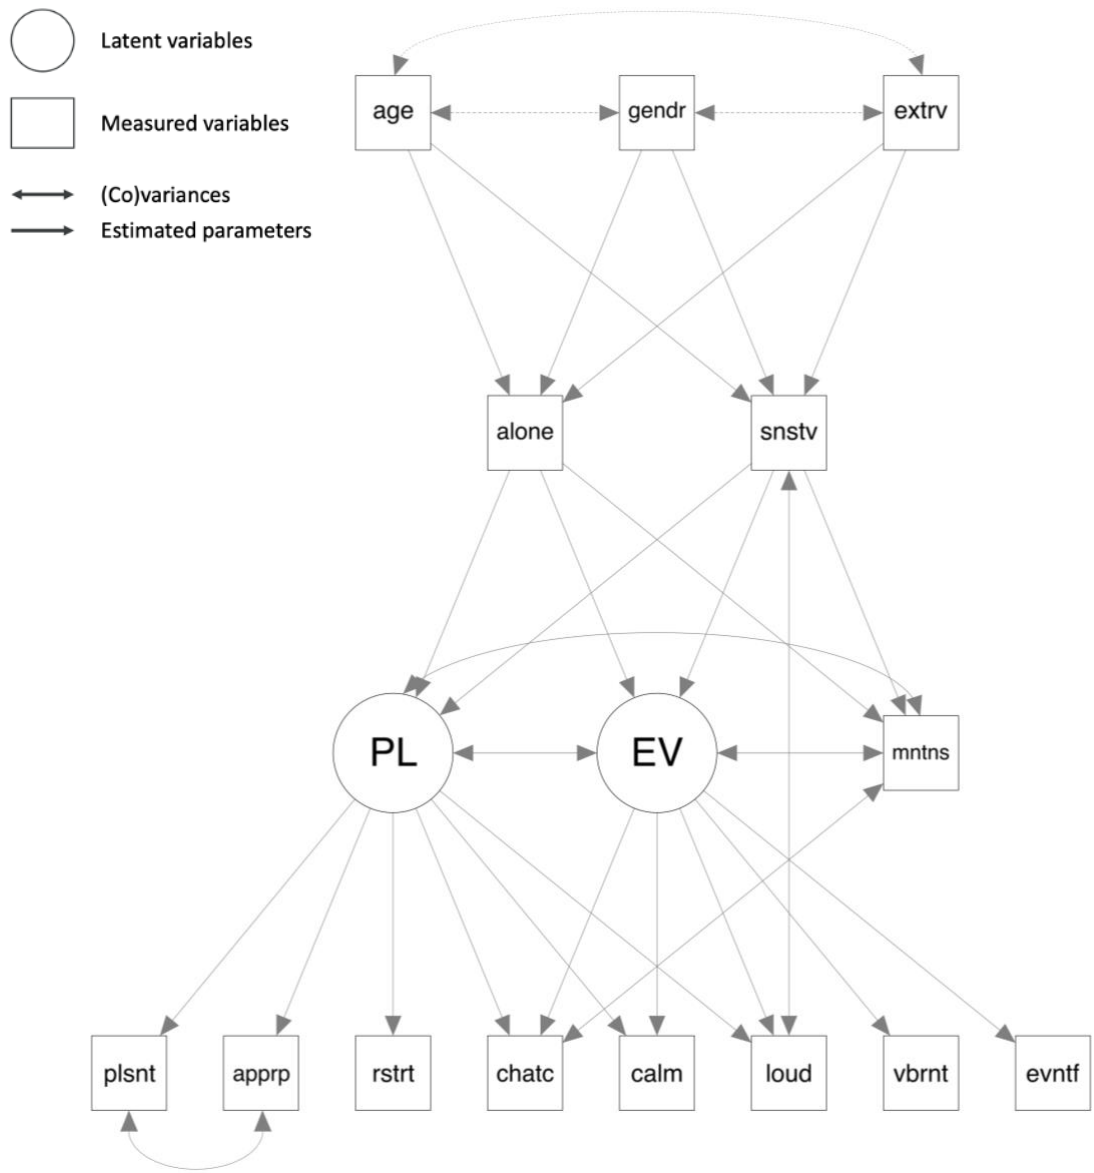 Latent variables
Measured variables
(Co)variances
Estimated parameters
age
gendr
extrv
alone
snstv
PL
EV
mntns
plsnt
apprp
rstrt
chatc
calm
loud
vbrnt
evntf